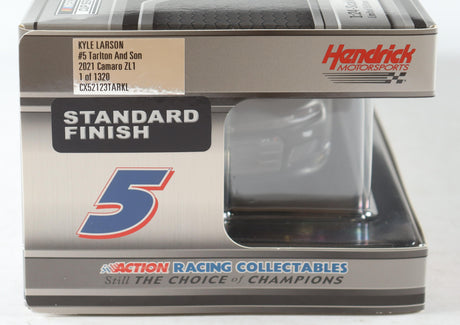 KYLE LARSON
#5 Tarlton And Son
2021 Camaro ZL1
1 of 1320
CX52123TARKL
Hendrick
MOTORSPORTS
STANDARD
FINISH
5
ACTION RACING COLLECTABLES
Still THE CHOICE of CHAMPIONS